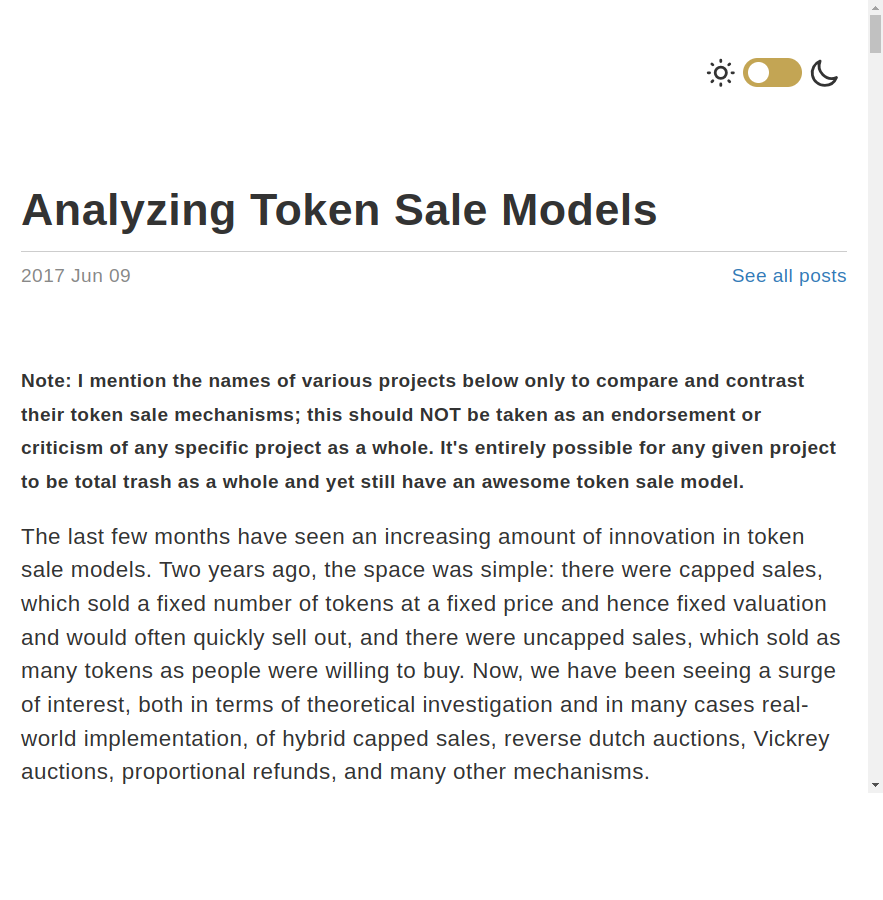 Analyzing Token Sale Models
2017 Jun 09
See all posts
Note: I mention the names of various projects below only to compare and contrast
their token sale mechanisms; this should NOT be taken as an endorsement or
criticism of any specific project as a whole. It's entirely possible for any given project
to be total trash as a whole and yet still have an awesome token sale model.
The last few months have seen an increasing amount of innovation in token
sale models. Two years ago, the space was simple: there were capped sales,
which sold a fixed number of tokens at a fixed price and hence fixed valuation
and would often quickly sell out, and there were uncapped sales, which sold as
many tokens as people were willing to buy. Now, we have been seeing a surge
of interest, both in terms of theoretical investigation and in many cases real-
world implementation, of hybrid capped sales, reverse dutch auctions, Vickrey
auctions, proportional refunds, and many other mechanisms.